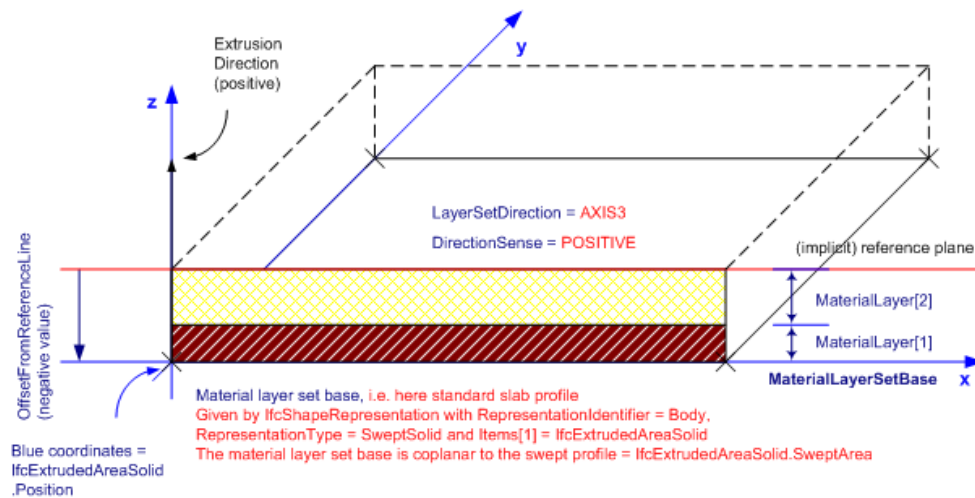 Extrusion
Direction
(positive)
y
z
LayerSetDirection = AXIS3
DirectionSense = POSITIVE
(implicit) reference plane
OffsetFromReferenceLine
(negative value)
MaterialLayer[2]
MaterialLayer[1]
MaterialLayerSetBase
x
Material layer set base, i.e. here standard slab profile
Given by IfcShapeRepresentation with RepresentationIdentifier = Body,
RepresentationType = SweptSolid and Items[1] = IfcExtrudedAreaSolid
The material layer set base is coplanar to the swept profile = IfcExtrudedAreaSolid.SweptArea
Blue coordinates =
IfcExtrudedAreaSolid
.Position